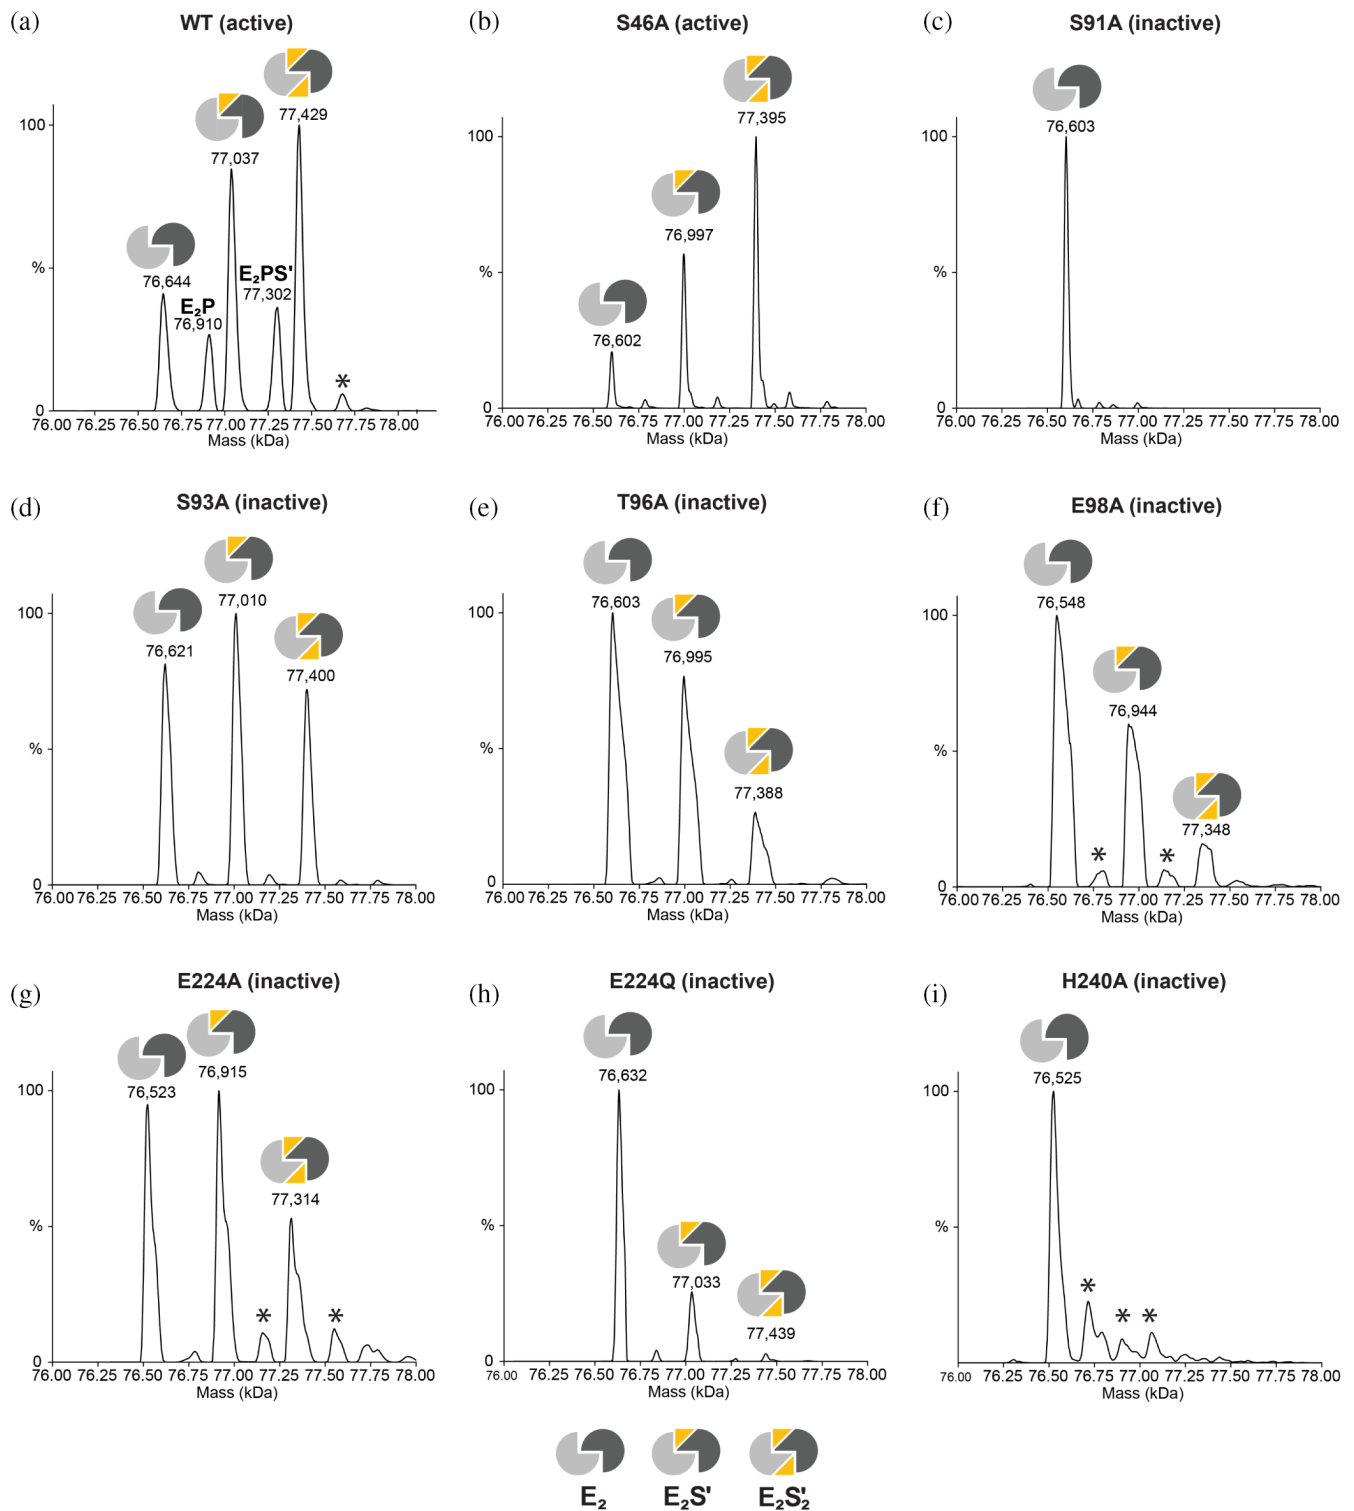 (a)
WT (active)
77,429
77,037
76,644
E₂P
76,910
E₂PS'
77,302
*
100
%
0
76.00 76.25 76.50 76.75 77.00 77.25 77.50 77.75 78.00
Mass (kDa)
(b)
S46A (active)
77,395
76,997
76,602
100
%
0
76.00 76.25 76.50 76.75 77.00 77.25 77.50 77.75 78.00
Mass (kDa)
(c)
S91A (inactive)
76,603
100
%
0
76.00 76.25 76.50 76.75 77.00 77.25 77.50 77.75 78.00
Mass (kDa)
(d)
S93A (inactive)
77,010
76,621
77,400
100
%
0
76.00 76.25 76.50 76.75 77.00 77.25 77.50 77.75 78.00
Mass (kDa)
(e)
T96A (inactive)
76,603
76,995
77,388
100
%
0
76.00 76.25 76.50 76.75 77.00 77.25 77.50 77.75 78.00
Mass (kDa)
(f)
E98A (inactive)
76,548
76,944
77,348
* *
100
%
0
76.00 76.25 76.50 76.75 77.00 77.25 77.50 77.75 78.00
Mass (kDa)
(g)
E224A (inactive)
76,523
76,915
77,314
* *
100
%
0
76.00 76.25 76.50 76.75 77.00 77.25 77.50 77.75 78.00
Mass (kDa)
(h)
E224Q (inactive)
76,632
77,033
77,439
100
%
0
76.00 76.25 76.50 76.75 77.00 77.25 77.50 77.75 78.00
Mass (kDa)
(i)
H240A (inactive)
76,525
* * *
100
%
0
76.00 76.25 76.50 76.75 77.00 77.25 77.50 77.75 78.00
Mass (kDa)
E₂ E₂S' E₂S'₂